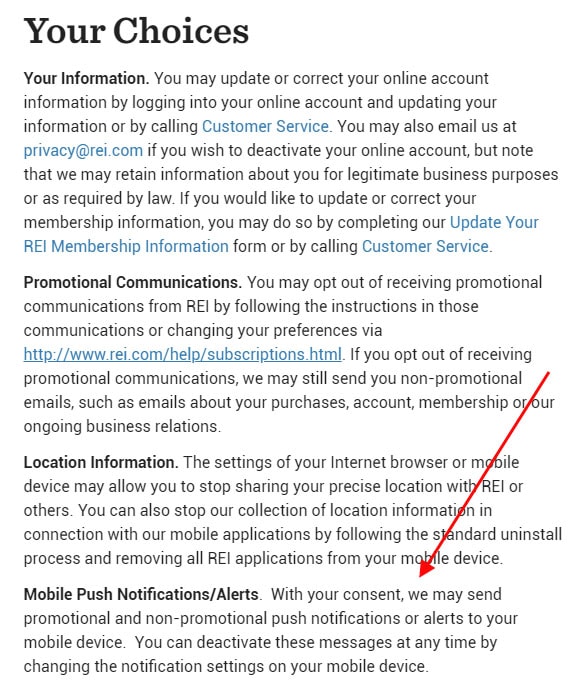 Your Choices
Your Information. You may update or correct your online account
information by logging into your online account and updating your
information or by calling Customer Service. You may also email us at
privacy@rei.com if you wish to deactivate your online account, but note
that we may retain information about you for legitimate business purposes
or as required by law. If you would like to update or correct your
membership information, you may do so by completing our Update Your
REI Membership Information form or by calling Customer Service.
Promotional Communications. You may opt out of receiving promotional
communications from REI by following the instructions in those
communications or changing your preferences via
http://www.rei.com/help/subscriptions.html. If you opt out of receiving
promotional communications, we may still send you non-promotional
emails, such as emails about your purchases, account, membership or our
ongoing business relations.
Location Information. The settings of your Internet browser or mobile
device may allow you to stop sharing your precise location with REI or
others. You can also stop our collection of location information in
connection with our mobile applications by following the standard uninstall
process and removing all REI applications from your mobile device.
Mobile Push Notifications/Alerts.  With your consent, we may send
promotional and non-promotional push notifications or alerts to your
mobile device.  You can deactivate these messages at any time by
changing the notification settings on your mobile device.